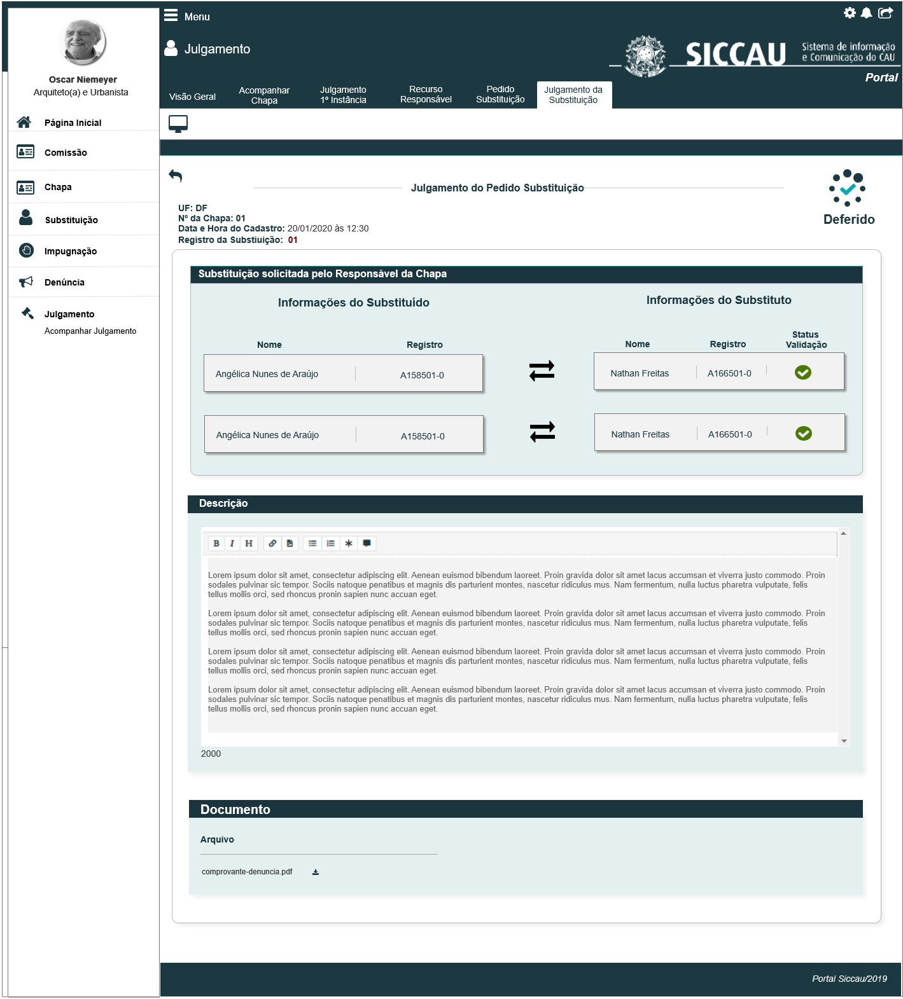 Menu
Julgamento
SICCAU
Sistema de informação
e Comunicação do CAU
Portal
Oscar Niemeyer
Arquiteto(a) e Urbanista
Página Inicial
Comissão
Chapa
Substituição
Impugnação
Denúncia
Julgamento
Acompanhar Julgamento
Visão Geral
Acompanhar
Chapa
Julgamento
1º Instância
Recurso
Responsável
Pedido
Substituição
Julgamento da
Substituição
Julgamento do Pedido Substituição
Deferido
UF: DF
Nº da Chapa: 01
Data e Hora do Cadastro: 20/01/2020 às 12:30
Registro da Substiuição: 01
Substituição solicitada pelo Responsável da Chapa
Informações do Substituído
Informações do Substituto
Nome
Registro
Nome
Registro
Status
Validação
Angélica Nunes de Araújo
A158501-0
Nathan Freitas
A166501-0
Angélica Nunes de Araújo
A158501-0
Nathan Freitas
A166501-0
Descrição
B I H
Lorem ipsum dolor sit amet, consectetur adipiscing elit. Aenean euismod bibendum laoreet. Proin gravida dolor sit amet lacus accumsan et viverra justo commodo. Proin
sodales pulvinar sic tempor. Sociis natoque penatibus et magnis dis parturient montes, nascetur ridiculus mus. Nam fermentum, nulla luctus pharetra vulputate, felis
tellus mollis orci, sed rhoncus pronin sapien nunc accuan eget.
Lorem ipsum dolor sit amet, consectetur adipiscing elit. Aenean euismod bibendum laoreet. Proin gravida dolor sit amet lacus accumsan et viverra justo commodo. Proin
sodales pulvinar sic tempor. Sociis natoque penatibus et magnis dis parturient montes, nascetur ridiculus mus. Nam fermentum, nulla luctus pharetra vulputate, felis
tellus mollis orci, sed rhoncus pronin sapien nunc accuan eget.
Lorem ipsum dolor sit amet, consectetur adipiscing elit. Aenean euismod bibendum laoreet. Proin gravida dolor sit amet lacus accumsan et viverra justo commodo. Proin
sodales pulvinar sic tempor. Sociis natoque penatibus et magnis dis parturient montes, nascetur ridiculus mus. Nam fermentum, nulla luctus pharetra vulputate, felis
tellus mollis orci, sed rhoncus pronin sapien nunc accuan eget.
Lorem ipsum dolor sit amet, consectetur adipiscing elit. Aenean euismod bibendum laoreet. Proin gravida dolor sit amet lacus accumsan et viverra justo commodo. Proin
sodales pulvinar sic tempor. Sociis natoque penatibus et magnis dis parturient montes, nascetur ridiculus mus. Nam fermentum, nulla luctus pharetra vulputate, felis
tellus mollis orci, sed rhoncus pronin sapien nunc accuan eget.
2000
Documento
Arquivo
comprovante-denuncia.pdf
Portal Siccau/2019